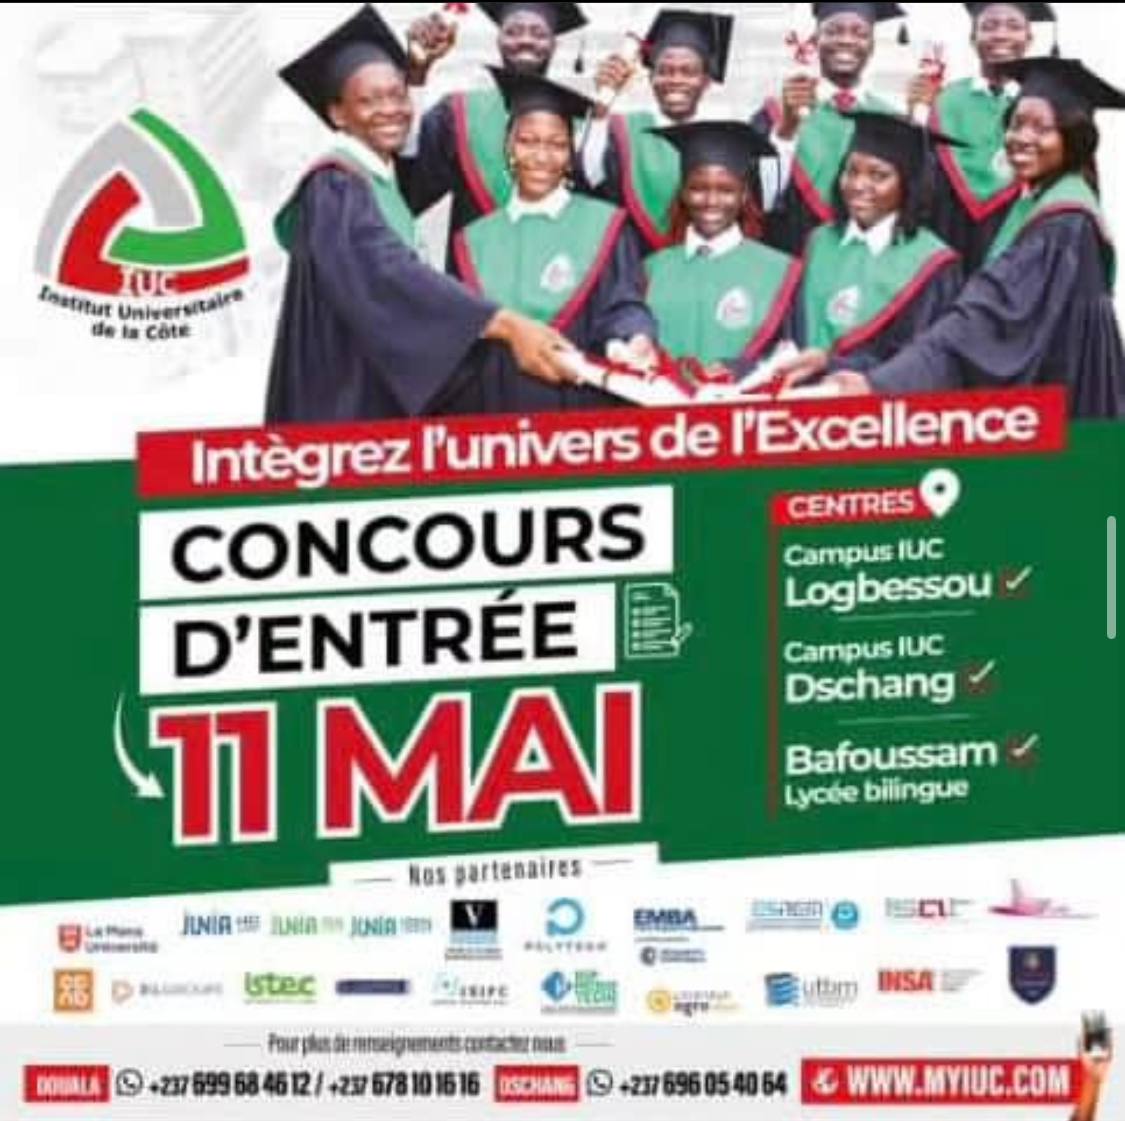 IUC
Institut Universitaire
de la Côte
Intègrez l'univers de l'Excellence
CONCOURS
D'ENTRÉE
11 MAI
CENTRES
Campus IUC
Logbessou
Campus IUC
Dschang
Bafoussam
Lycée bilingue
Nos partenaires
JUNIA JUNIA JUNIA
V
POLYTECH
EMBA
istec
utbm
INSA
Pour plus de renseignements contactez nous
DOUALA +237 699 68 46 12 / +237 678 10 16 16 DSCHANG +237 696 05 40 64 WWW.MYIUC.COM